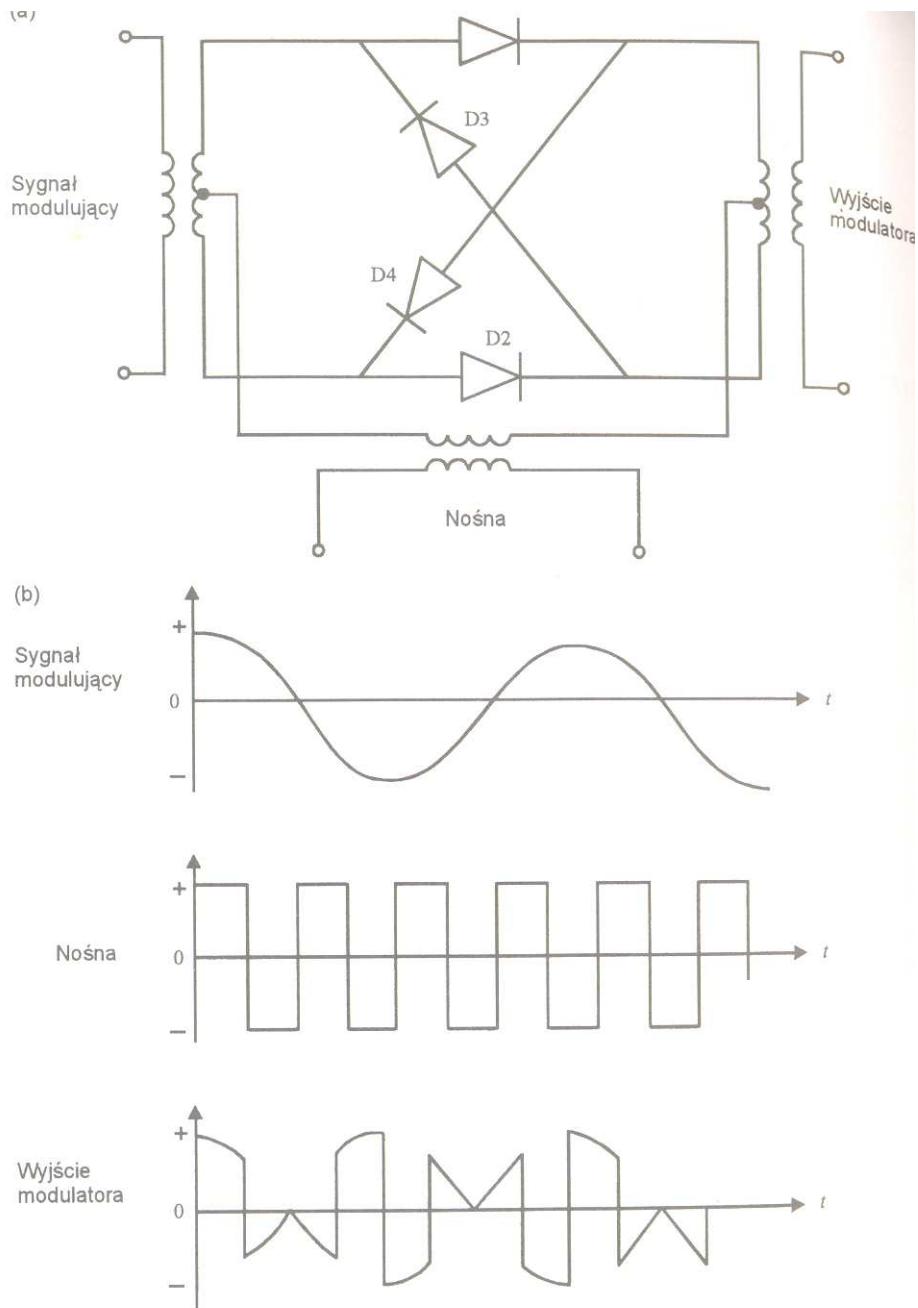 (a)
D3
Sygnał
modulujący
Wyjście
modulatora
D4
D2
Nośna
(b)
+
Sygnał
modulujący
0
t
−
+
Nośna
0
t
−
+
Wyjście
modulatora
0
t
−